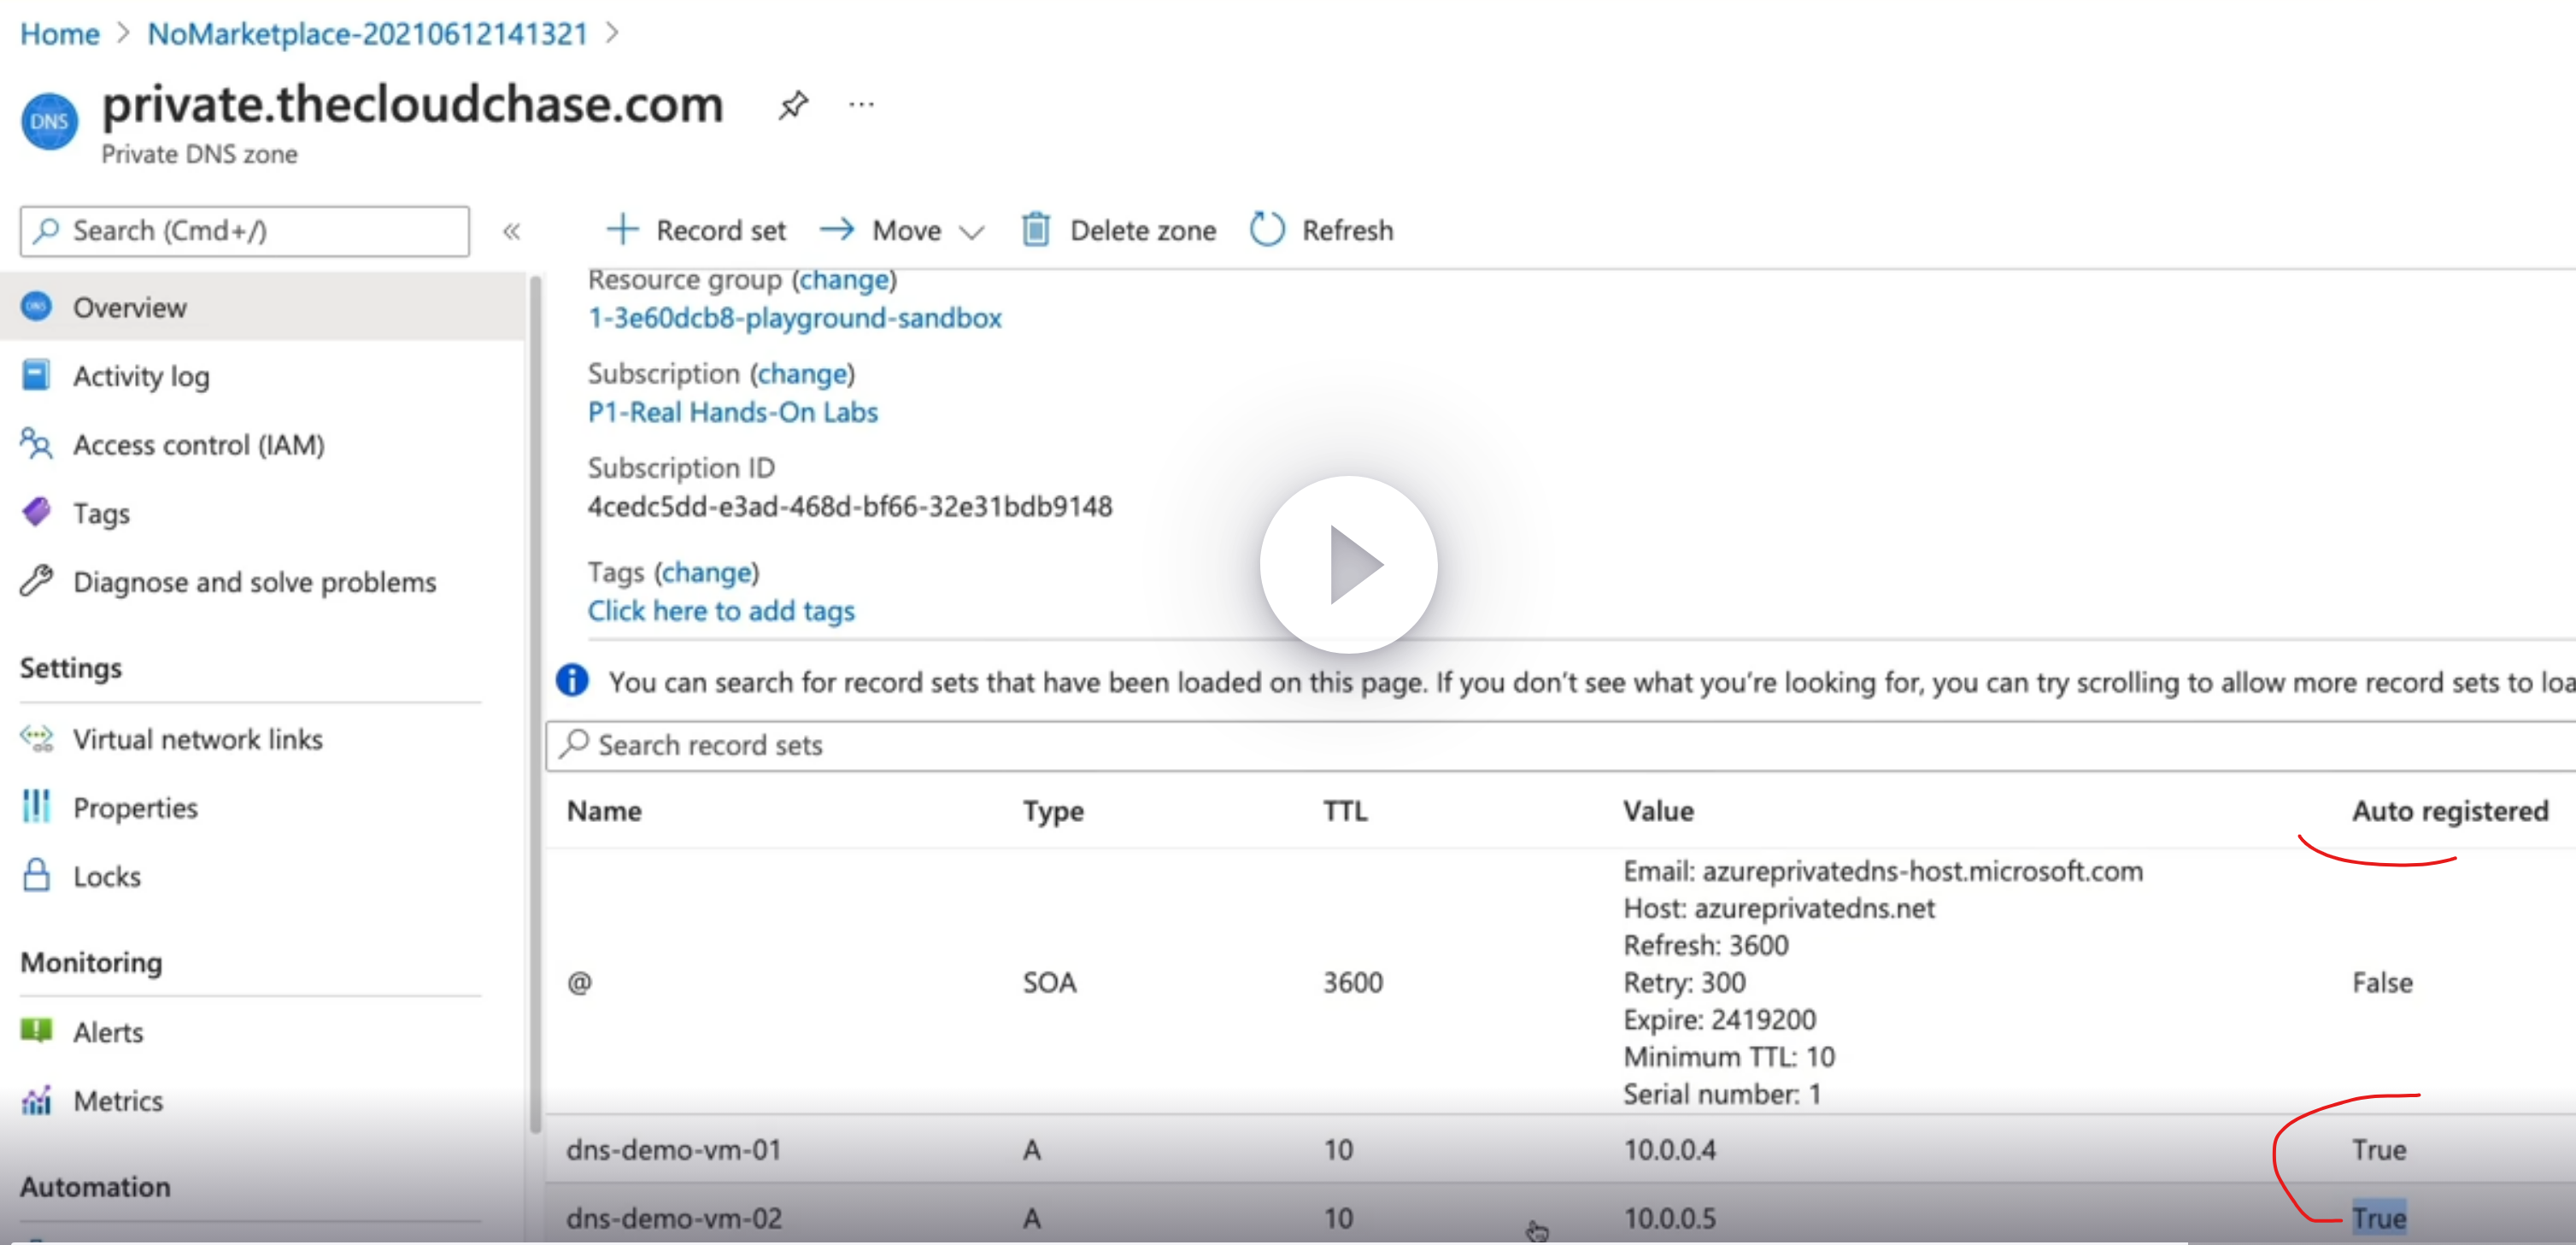 Home > NoMarketplace-20210612141321 >
DNS
private.thecloudchase.com ...
Private DNS zone
Search (Cmd+/)
«
+ Record set → Move Delete zone Refresh
Overview
Activity log
Access control (IAM)
Tags
Diagnose and solve problems
Settings
Virtual network links
Properties
Locks
Monitoring
Alerts
Metrics
Automation
Resource group (change)
1-3e60dcb8-playground-sandbox
Subscription (change)
P1-Real Hands-On Labs
Subscription ID
4cedc5dd-e3ad-468d-bf66-32e31bdb9148
Tags (change)
Click here to add tags
You can search for record sets that have been loaded on this page. If you don't see what you're looking for, you can try scrolling to allow more record sets to loa
Search record sets
Name Type TTL Value Auto registered
@ SOA 3600
Email: azureprivatedns-host.microsoft.com
Host: azureprivatedns.net
Refresh: 3600
Retry: 300
Expire: 2419200
Minimum TTL: 10
Serial number: 1
False
dns-demo-vm-01 A 10 10.0.0.4 True
dns-demo-vm-02 A 10 10.0.0.5 True